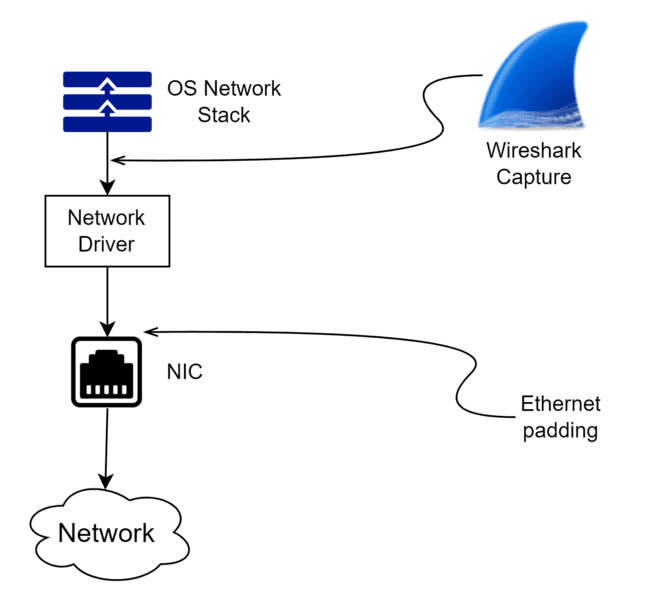 OS Network
Stack
Wireshark
Capture
Network
Driver
NIC
Ethernet
padding
Network